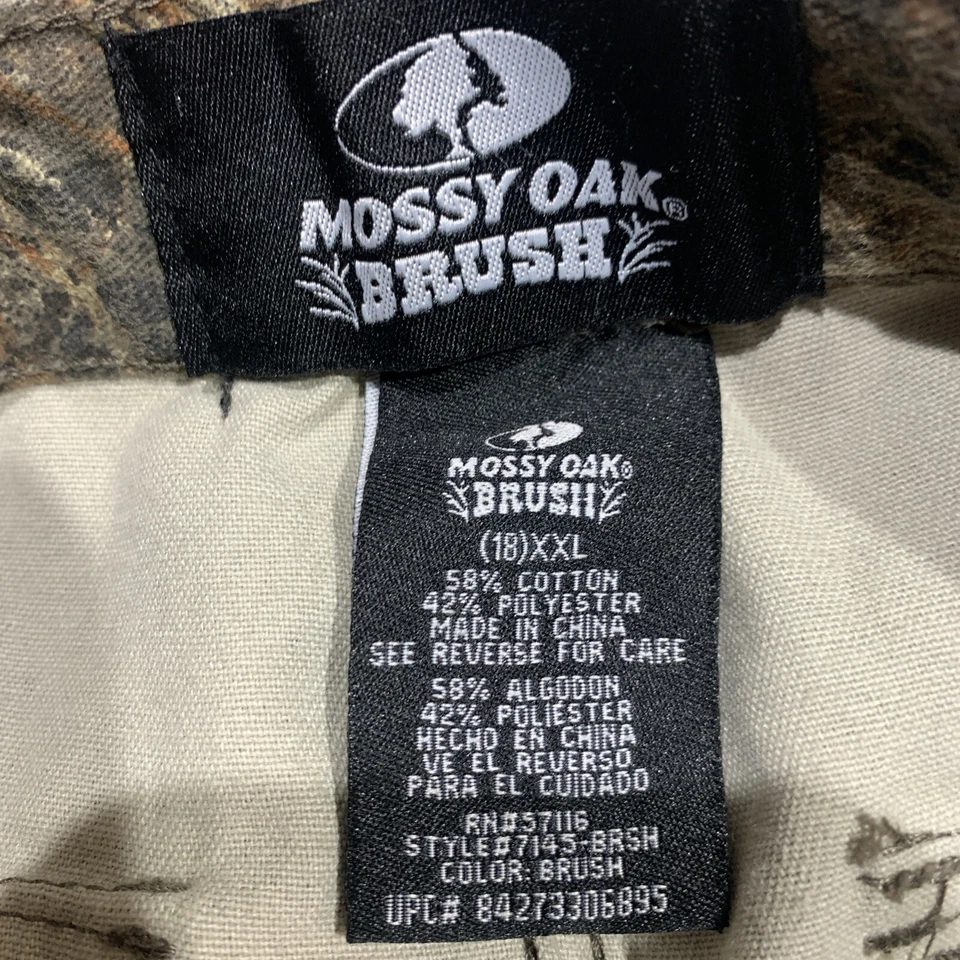 MOSSY OAK®
BRUSH
MOSSY OAK®
BRUSH
(18)XXL
58% COTTON
42% POLYESTER
MADE IN CHINA
SEE REVERSE FOR CARE
58% ALGODON
42% POLIESTER
HECHO EN CHINA
VE EL REVERSO
PARA EL CUIDADO
RN#57116
STYLE#7145-BRSH
COLOR: BRUSH
UPC# 84273306895